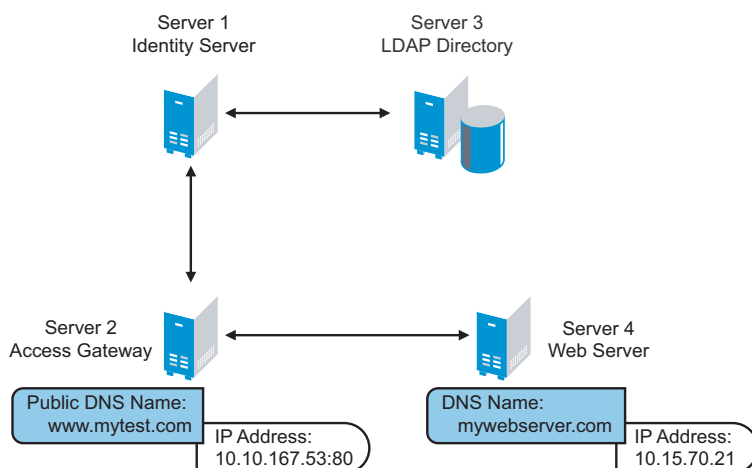 Server 1
Identity Server
Server 3
LDAP Directory
Server 2
Access Gateway
Server 4
Web Server
Public DNS Name:
www.mytest.com
IP Address:
10.10.167.53:80
DNS Name:
mywebserver.com
IP Address:
10.15.70.21